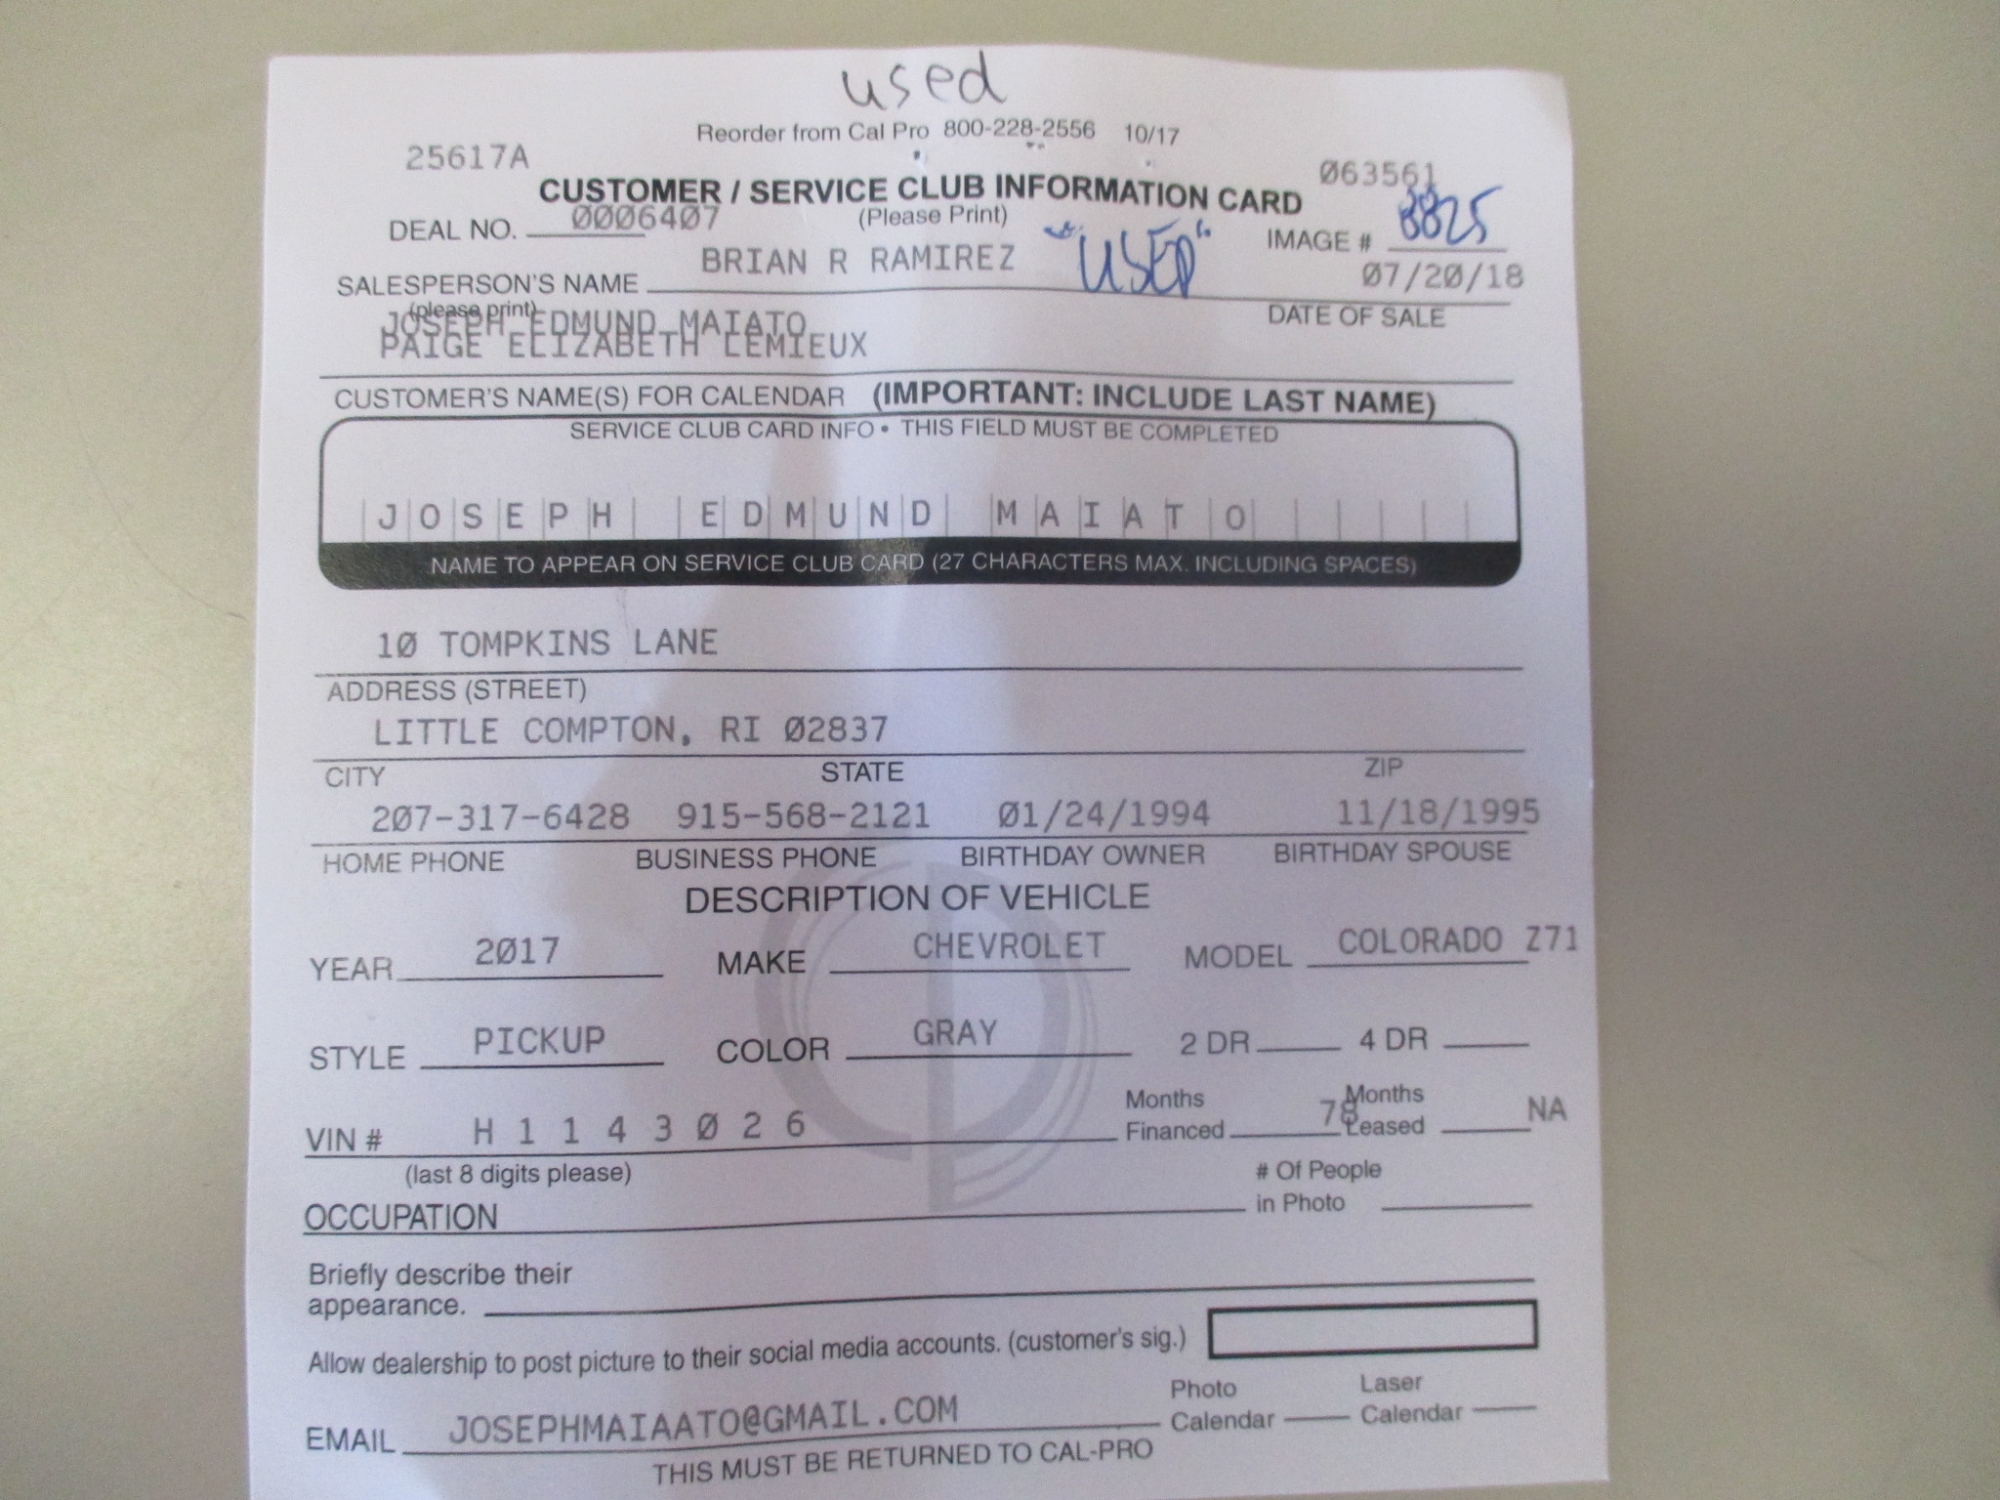 used
Reorder from Cal Pro 800-228-2556 10/17
25617A 063561
CUSTOMER / SERVICE CLUB INFORMATION CARD
DEAL NO. 0006407 (Please Print) IMAGE # 8825
SALESPERSON'S NAME BRIAN R RAMIREZ "USED" 07/20/18
(please print) DATE OF SALE
JOSEPH EDMUND MAIATO
PAIGE ELIZABETH LEMIEUX
CUSTOMER'S NAME(S) FOR CALENDAR (IMPORTANT: INCLUDE LAST NAME)
SERVICE CLUB CARD INFO • THIS FIELD MUST BE COMPLETED
JOSEPH EDMUND MAIATO
NAME TO APPEAR ON SERVICE CLUB CARD (27 CHARACTERS MAX. INCLUDING SPACES)
10 TOMPKINS LANE
ADDRESS (STREET)
LITTLE COMPTON, RI 02837
CITY STATE ZIP
207-317-6428 915-568-2121 01/24/1994 11/18/1995
HOME PHONE BUSINESS PHONE BIRTHDAY OWNER BIRTHDAY SPOUSE
DESCRIPTION OF VEHICLE
YEAR 2017 MAKE CHEVROLET MODEL COLORADO Z71
STYLE PICKUP COLOR GRAY 2 DR 4 DR
VIN # H1143026 Months Financed 78 Months Leased NA
(last 8 digits please) # Of People
OCCUPATION in Photo
Briefly describe their
appearance.
Allow dealership to post picture to their social media accounts. (customer's sig.)
EMAIL JOSEPHMAIAATO@GMAIL.COM Photo Calendar Laser Calendar
THIS MUST BE RETURNED TO CAL-PRO